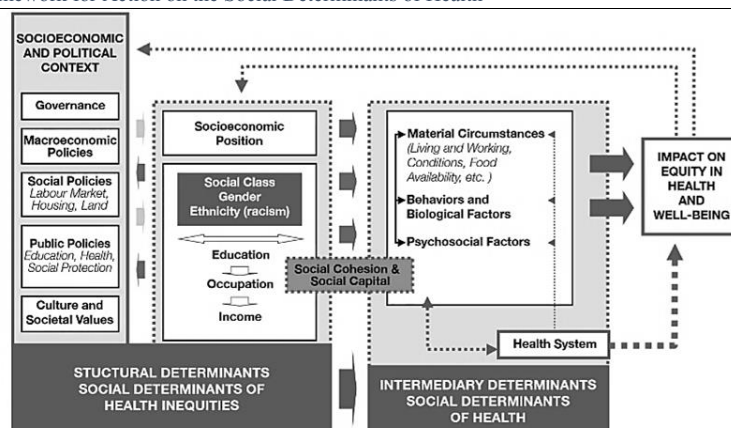 mework for Action on the Social Determinants of Health
SOCIOECONOMIC
AND POLITICAL
CONTEXT
Governance
Macroeconomic
Policies
Social Policies
Labour Market,
Housing, Land
Public Policies
Education, Health,
Social Protection
Culture and
Societal Values
Socioeconomic
Position
Social Class
Gender
Ethnicity (racism)
Education
Occupation
Income
Social Cohesion &
Social Capital
STUCTURAL DETERMINANTS
SOCIAL DETERMINANTS OF
HEALTH INEQUITIES
Material Circumstances
(Living and Working,
Conditions, Food
Availability, etc. )
Behaviors and
Biological Factors
Psychosocial Factors
Health System
INTERMEDIARY DETERMINANTS
SOCIAL DETERMINANTS
OF HEALTH
IMPACT ON
EQUITY IN
HEALTH
AND
WELL-BEING